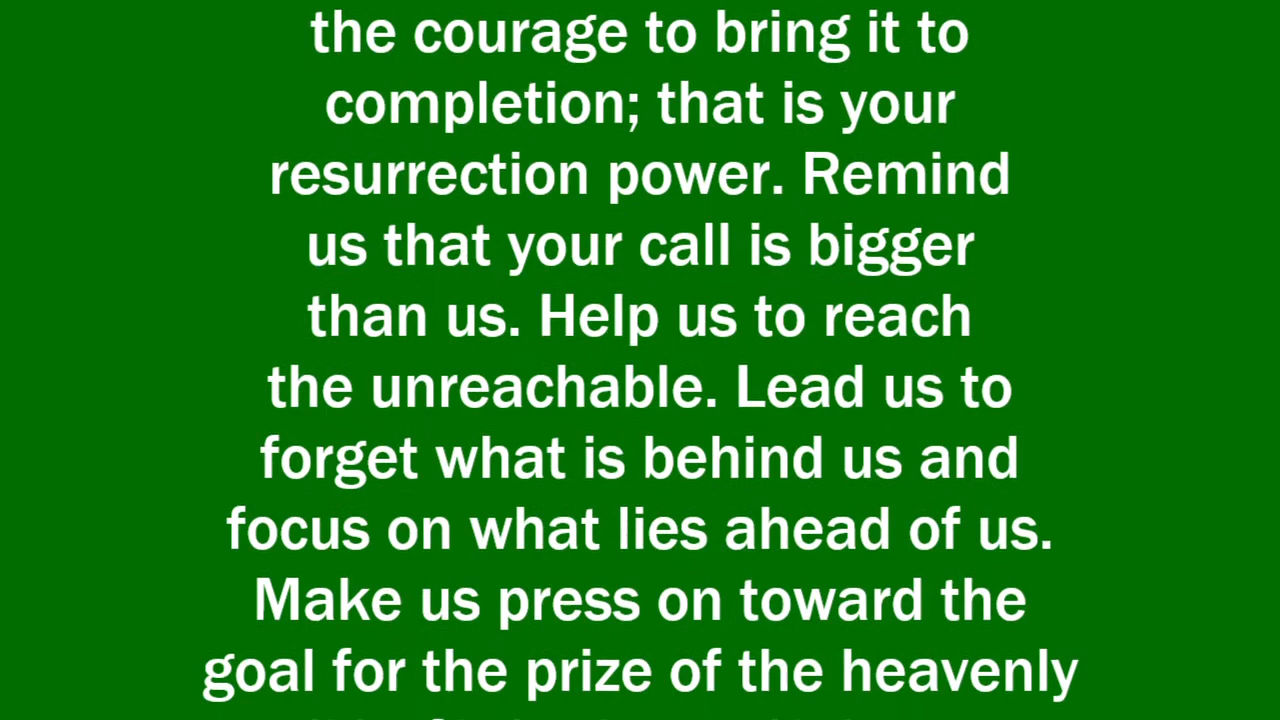 the courage to bring it to
completion; that is your
resurrection power. Remind
us that your call is bigger
than us. Help us to reach
the unreachable. Lead us to
forget what is behind us and
focus on what lies ahead of us.
Make us press on toward the
goal for the prize of the heavenly